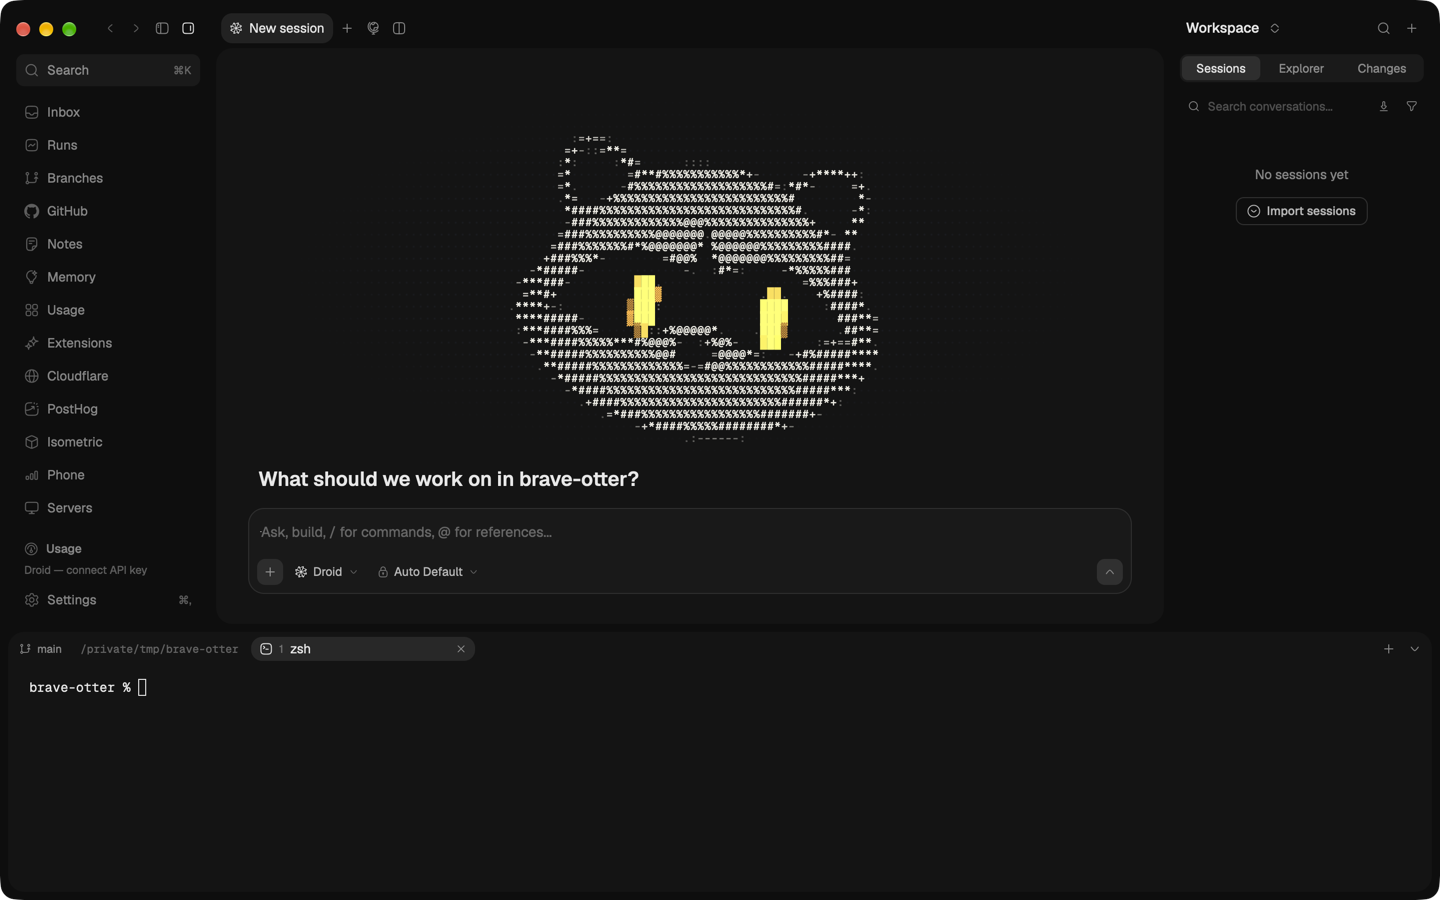 New session
Workspace
Search ⌘K
Inbox
Runs
Branches
GitHub
Notes
Memory
Usage
Extensions
Cloudflare
PostHog
Isometric
Phone
Servers
Usage
Droid — connect API key
Settings ⌘,
What should we work on in brave-otter?
Ask, build, / for commands, @ for references...
Droid
Auto Default
Sessions Explorer Changes
Search conversations...
No sessions yet
Import sessions
main /private/tmp/brave-otter 1 zsh
brave-otter %